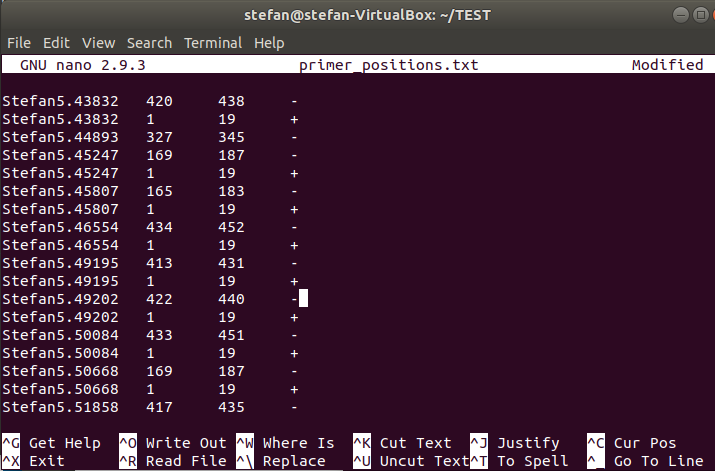 stefan@stefan-VirtualBox: ~/TEST
File Edit View Search Terminal Help
GNU nano 2.9.3 primer_positions.txt Modified
Stefan5.43832 420 438 -
Stefan5.43832 1 19 +
Stefan5.44893 327 345 -
Stefan5.45247 169 187 -
Stefan5.45247 1 19 +
Stefan5.45807 165 183 -
Stefan5.45807 1 19 +
Stefan5.46554 434 452 -
Stefan5.46554 1 19 +
Stefan5.49195 413 431 -
Stefan5.49195 1 19 +
Stefan5.49202 422 440 -
Stefan5.49202 1 19 +
Stefan5.50084 433 451 -
Stefan5.50084 1 19 +
Stefan5.50668 169 187 -
Stefan5.50668 1 19 +
Stefan5.51858 417 435 -
^G Get Help ^O Write Out ^W Where Is ^K Cut Text ^J Justify ^C Cur Pos
^X Exit ^R Read File ^\ Replace ^U Uncut Text ^T To Spell ^_ Go To Line